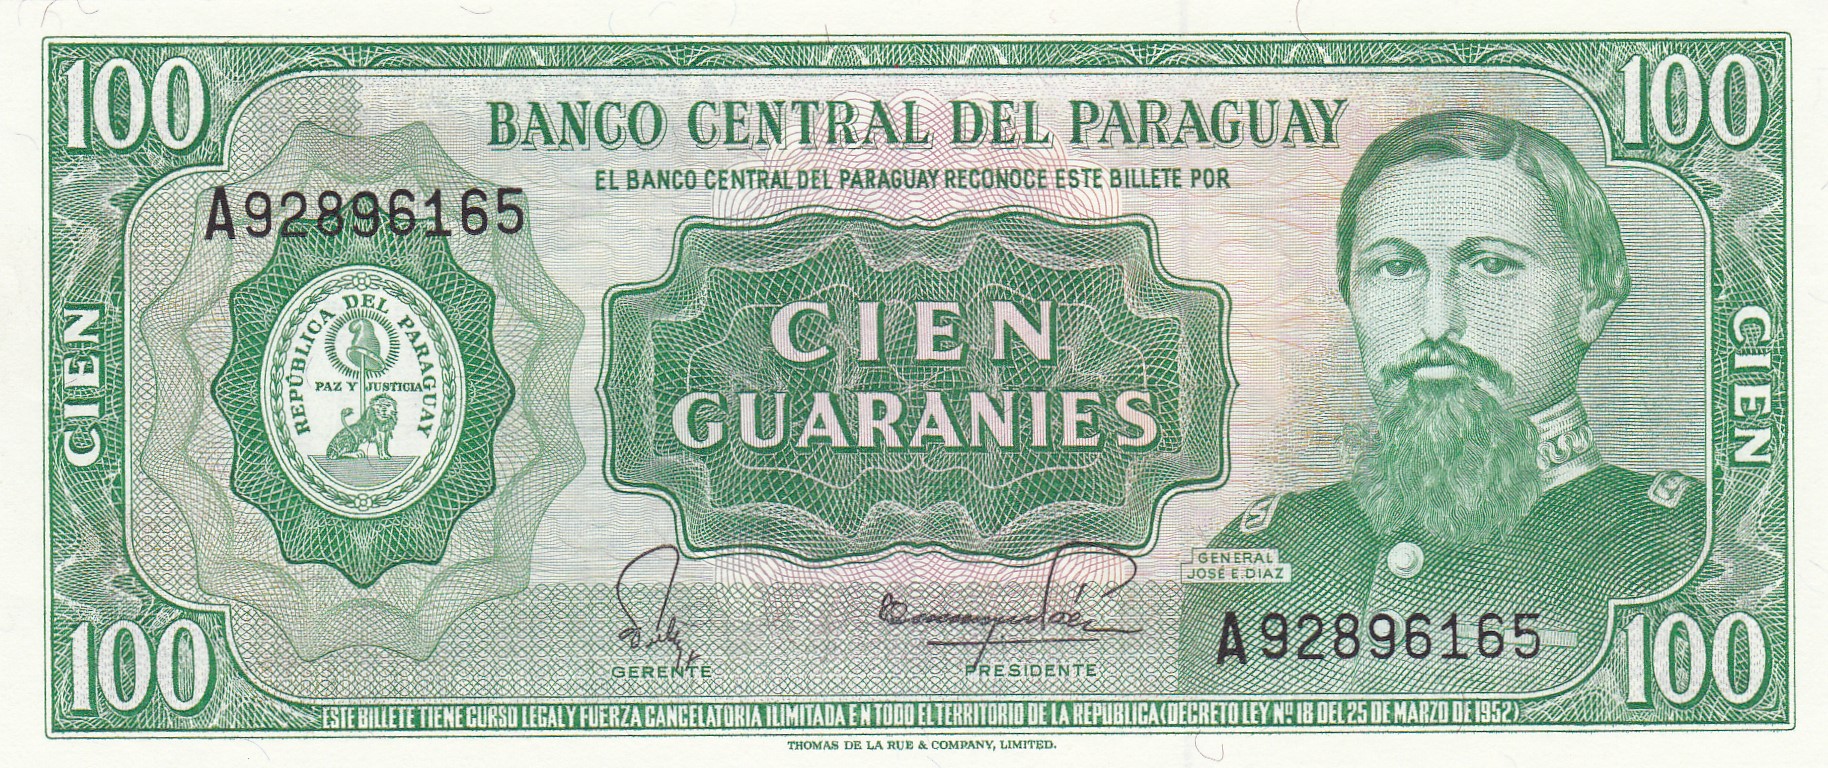 100
100
BANCO CENTRAL DEL PARAGUAY
EL BANCO CENTRAL DEL PARAGUAY RECONOCE ESTE BILLETE POR
A92896165
REPÚBLICA DEL PARAGUAY
PAZ Y JUSTICIA
CIEN
GUARANIES
CIEN
CIEN
GENERAL
JOSÉ E. DIAZ
A92896165
GERENTE
PRESIDENTE
100
100
ESTE BILLETE TIENE CURSO LEGAL Y FUERZA CANCELATORIA ILIMITADA EN TODO EL TERRITORIO DE LA REPUBLICA (DECRETO LEY Nº 18 DEL 25 DE MARZO DE 1952)
THOMAS DE LA RUE & COMPANY, LIMITED.